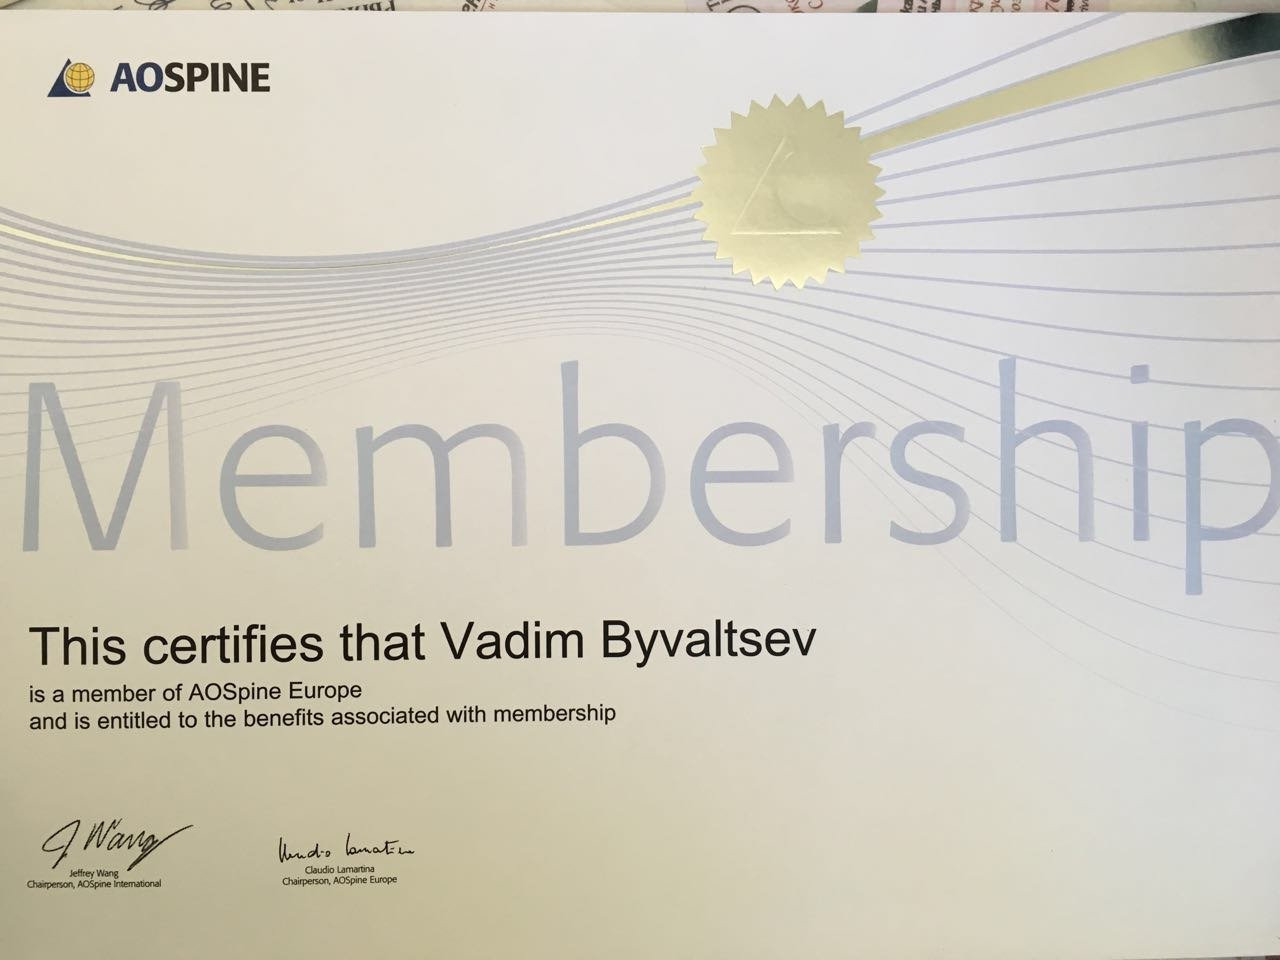 AOSPINE
Membership
This certifies that Vadim Byvaltsev
is a member of AOSpine Europe
and is entitled to the benefits associated with membership
J Wang
Jeffrey Wang
Chairperson, AOSpine International
Claudio Lamartina
Chairperson, AOSpine Europe